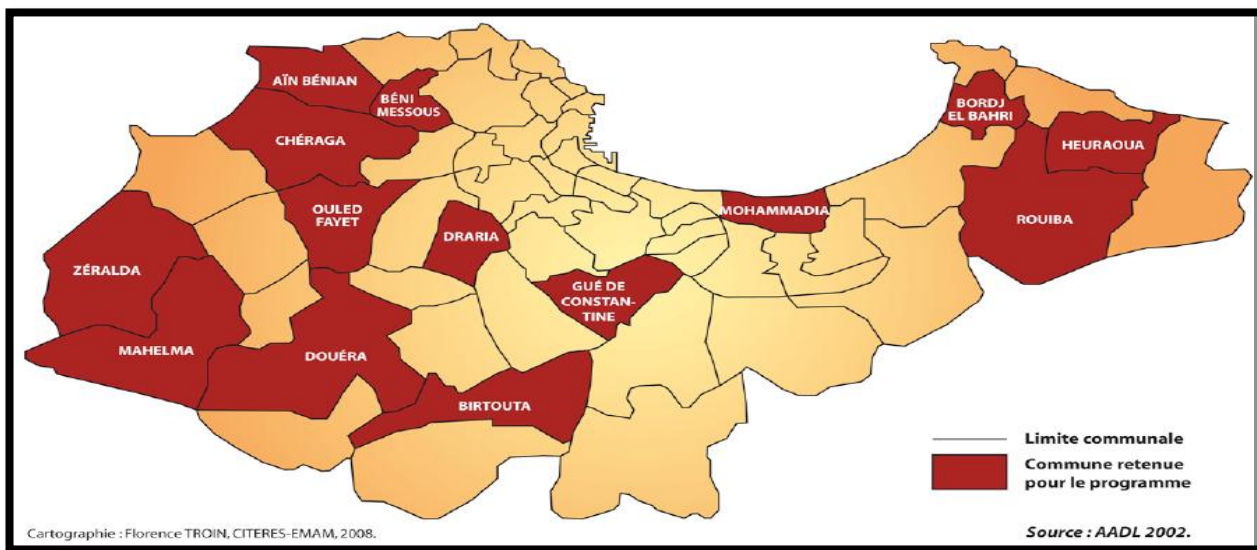 AÏN BÉNIAN
BÉNI
MESSOUS
BORDJ
EL BAHRI
CHÉRAGA
HEURAOUA
OULED
FAYET
MOHAMMADIA
ROUIBA
DRARIA
ZÉRALDA
GUÉ DE
CONSTAN-
TINE
MAHELMA
DOUÉRA
BIRTOUTA
Limite communale
Commune retenue
pour le programme
Cartographie : Florence TROIN, CITERES-EMAM, 2008.
Source : AADL 2002.